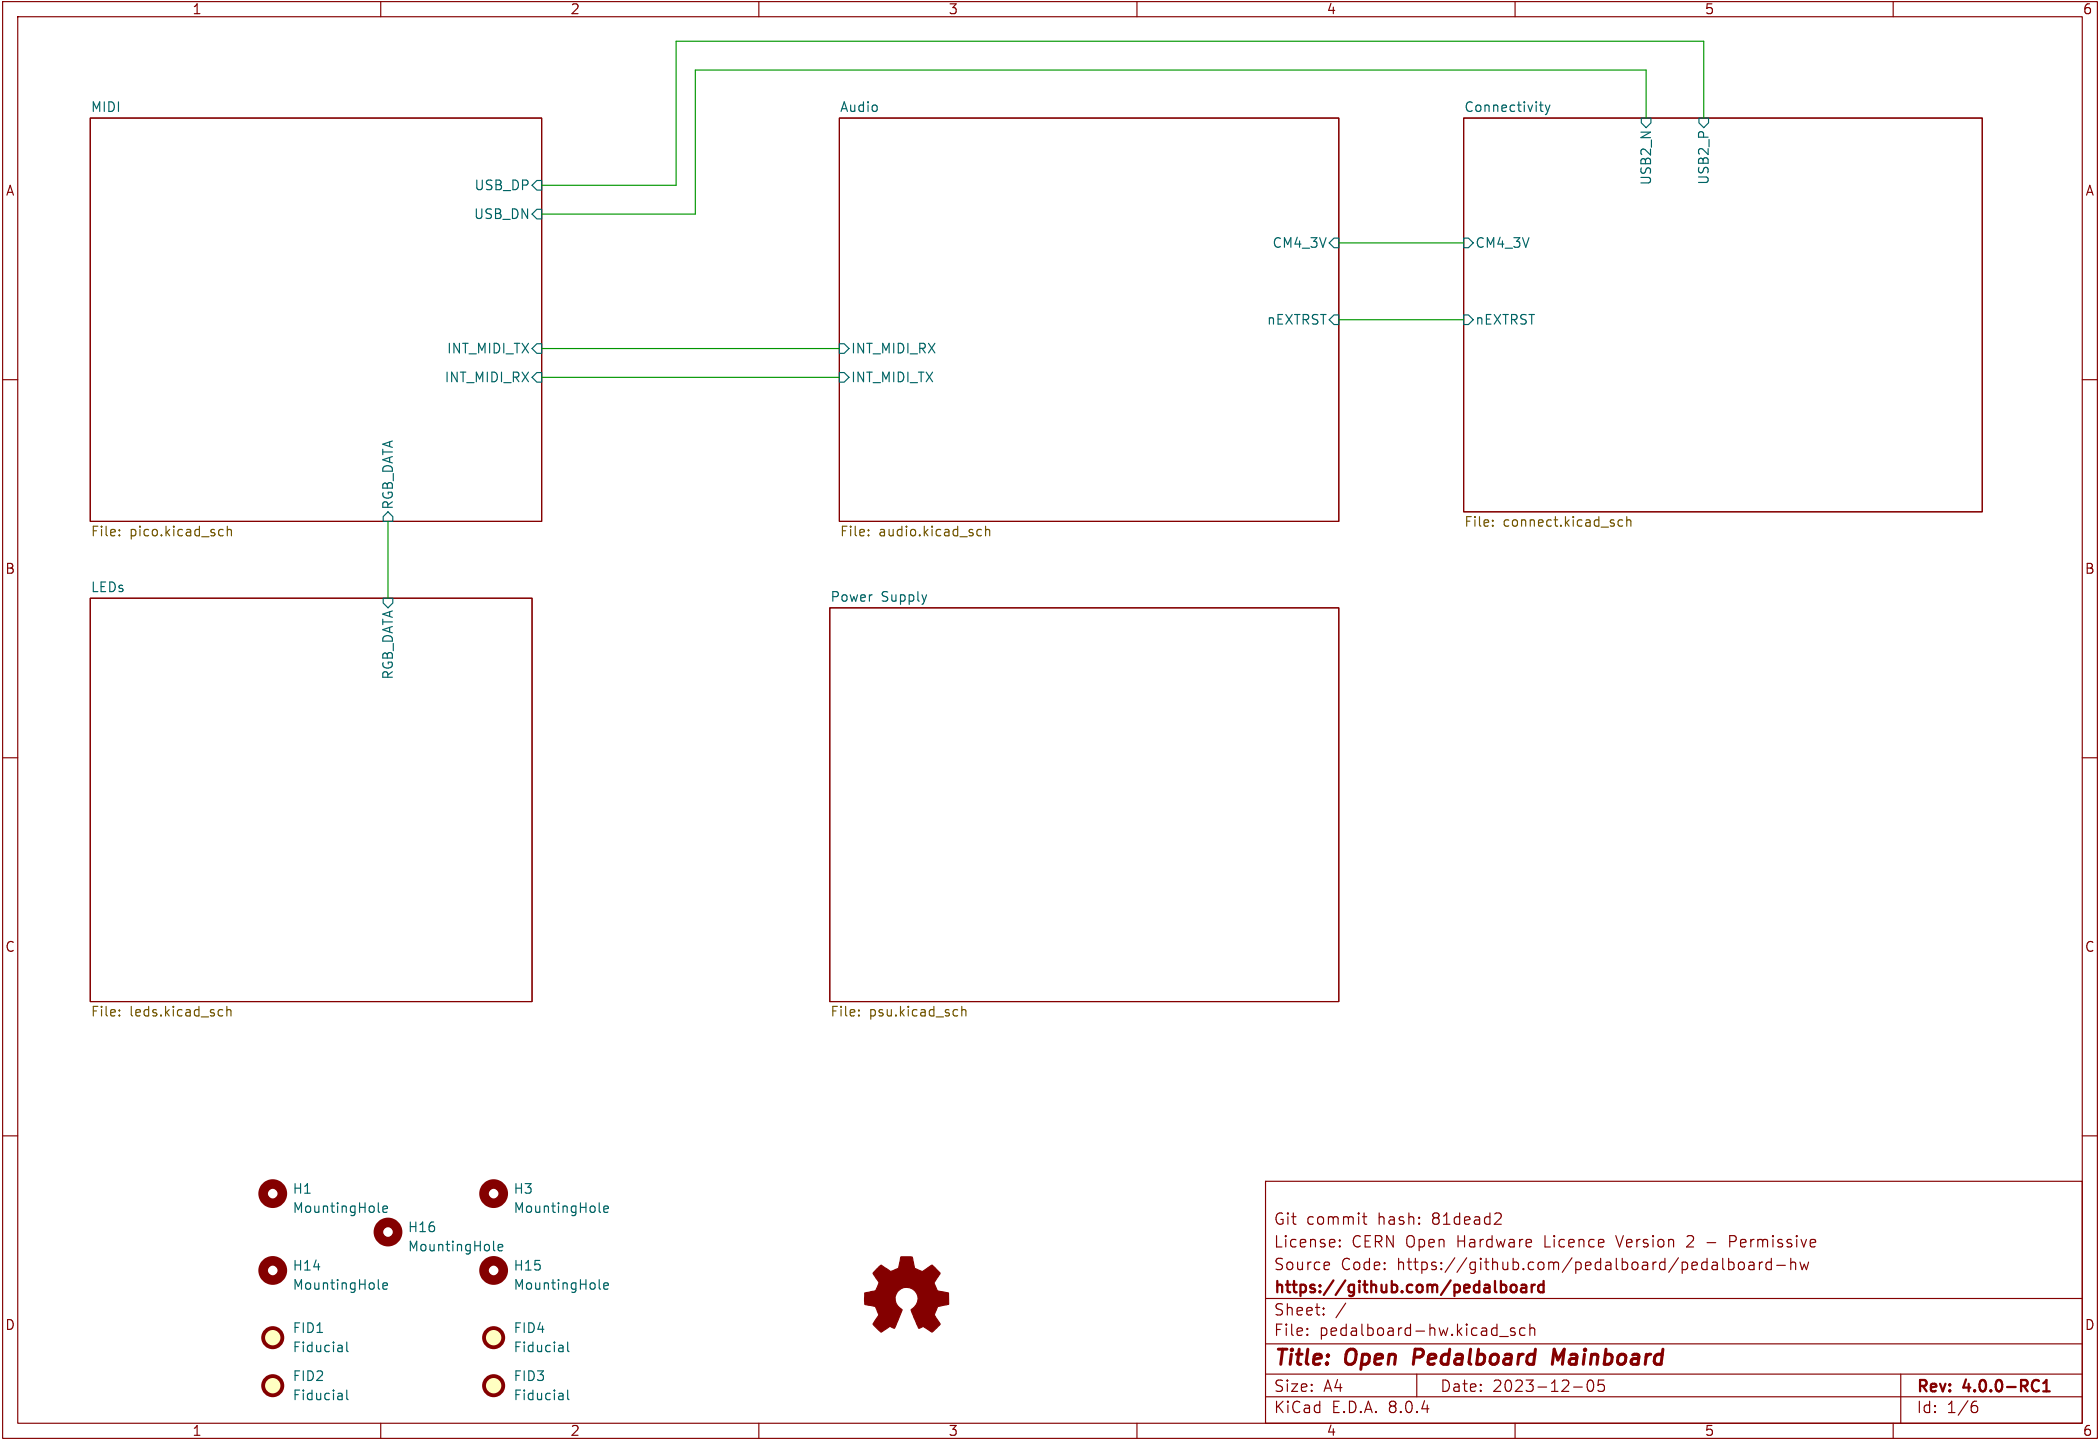 1 2 3 4 5 6
A
B
C
D
A
B
C
D
MIDI
USB_DP
USB_DN
INT_MIDI_TX
INT_MIDI_RX
RGB_DATA
File: pico.kicad_sch
Audio
CM4_3V
nEXTRST
INT_MIDI_RX
INT_MIDI_TX
File: audio.kicad_sch
Connectivity
USB2_N
USB2_P
CM4_3V
nEXTRST
File: connect.kicad_sch
LEDs
RGB_DATA
File: leds.kicad_sch
Power Supply
File: psu.kicad_sch
H1
MountingHole
H3
MountingHole
H16
MountingHole
H14
MountingHole
H15
MountingHole
FID1
Fiducial
FID4
Fiducial
FID2
Fiducial
FID3
Fiducial
Git commit hash: 81dead2
License: CERN Open Hardware Licence Version 2 - Permissive
Source Code: https://github.com/pedalboard/pedalboard-hw
https://github.com/pedalboard
Sheet: /
File: pedalboard-hw.kicad_sch
Title: Open Pedalboard Mainboard
Size: A4 Date: 2023-12-05 Rev: 4.0.0-RC1
KiCad E.D.A. 8.0.4 Id: 1/6
1 2 3 4 5 6